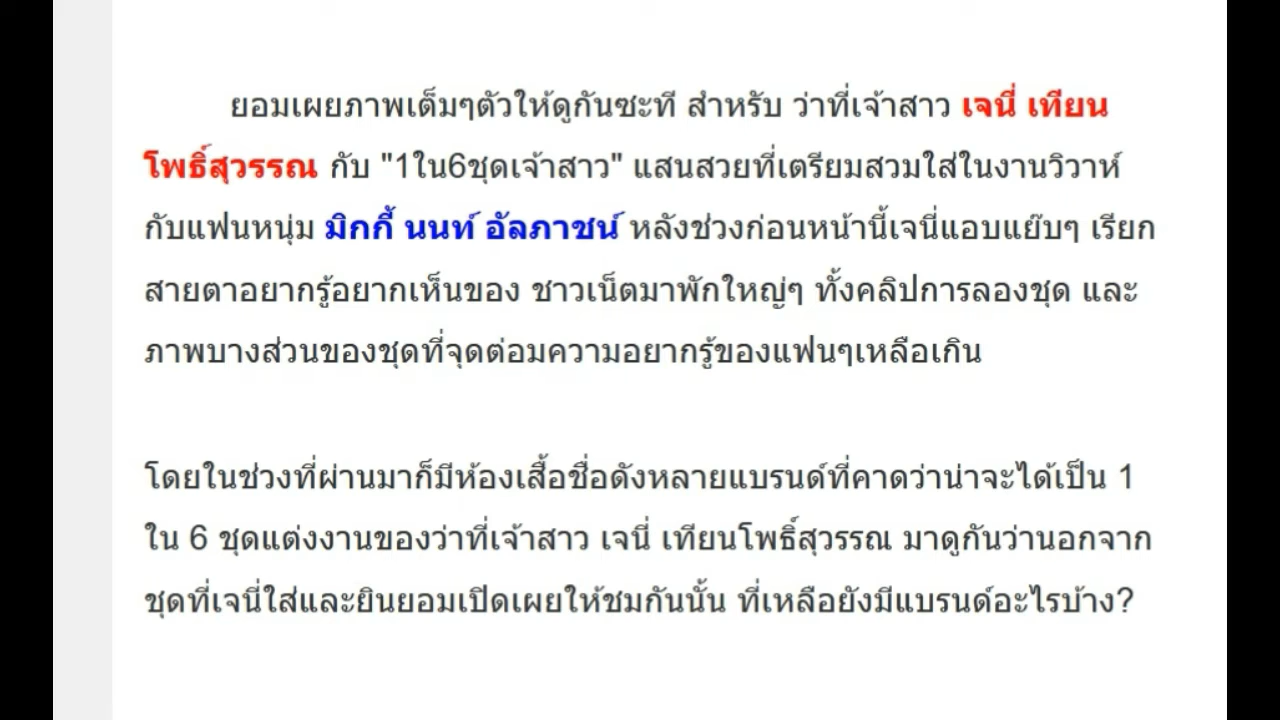 ยอมเผยภาพเต็มๆตัวให้ดูกันซะที สำหรับ ว่าที่เจ้าสาว เจนี่ เทียน
โพธิ์สุวรรณ กับ "1ใน6ชุดเจ้าสาว" แสนสวยที่เตรียมสวมใส่ในงานวิวาห์
กับแฟนหนุ่ม มิกกี้ นนท์ อัลภาชน์ หลังช่วงก่อนหน้านี้เจนี่แอบแย๊บๆ เรียก
สายตาอยากรู้อยากเห็นของ ชาวเน็ตมาพักใหญ่ๆ ทั้งคลิปการลองชุด และ
ภาพบางส่วนของชุดที่จุดต่อมความอยากรู้ของแฟนๆเหลือเกิน
โดยในช่วงที่ผ่านมาก็มีห้องเสื้อชื่อดังหลายแบรนด์ที่คาดว่าน่าจะได้เป็น 1
ใน 6 ชุดแต่งงานของว่าที่เจ้าสาว เจนี่ เทียนโพธิ์สุวรรณ มาดูกันว่านอกจาก
ชุดที่เจนี่ใส่และยินยอมเปิดเผยให้ชมกันนั้น ที่เหลือยังมีแบรนด์อะไรบ้าง?